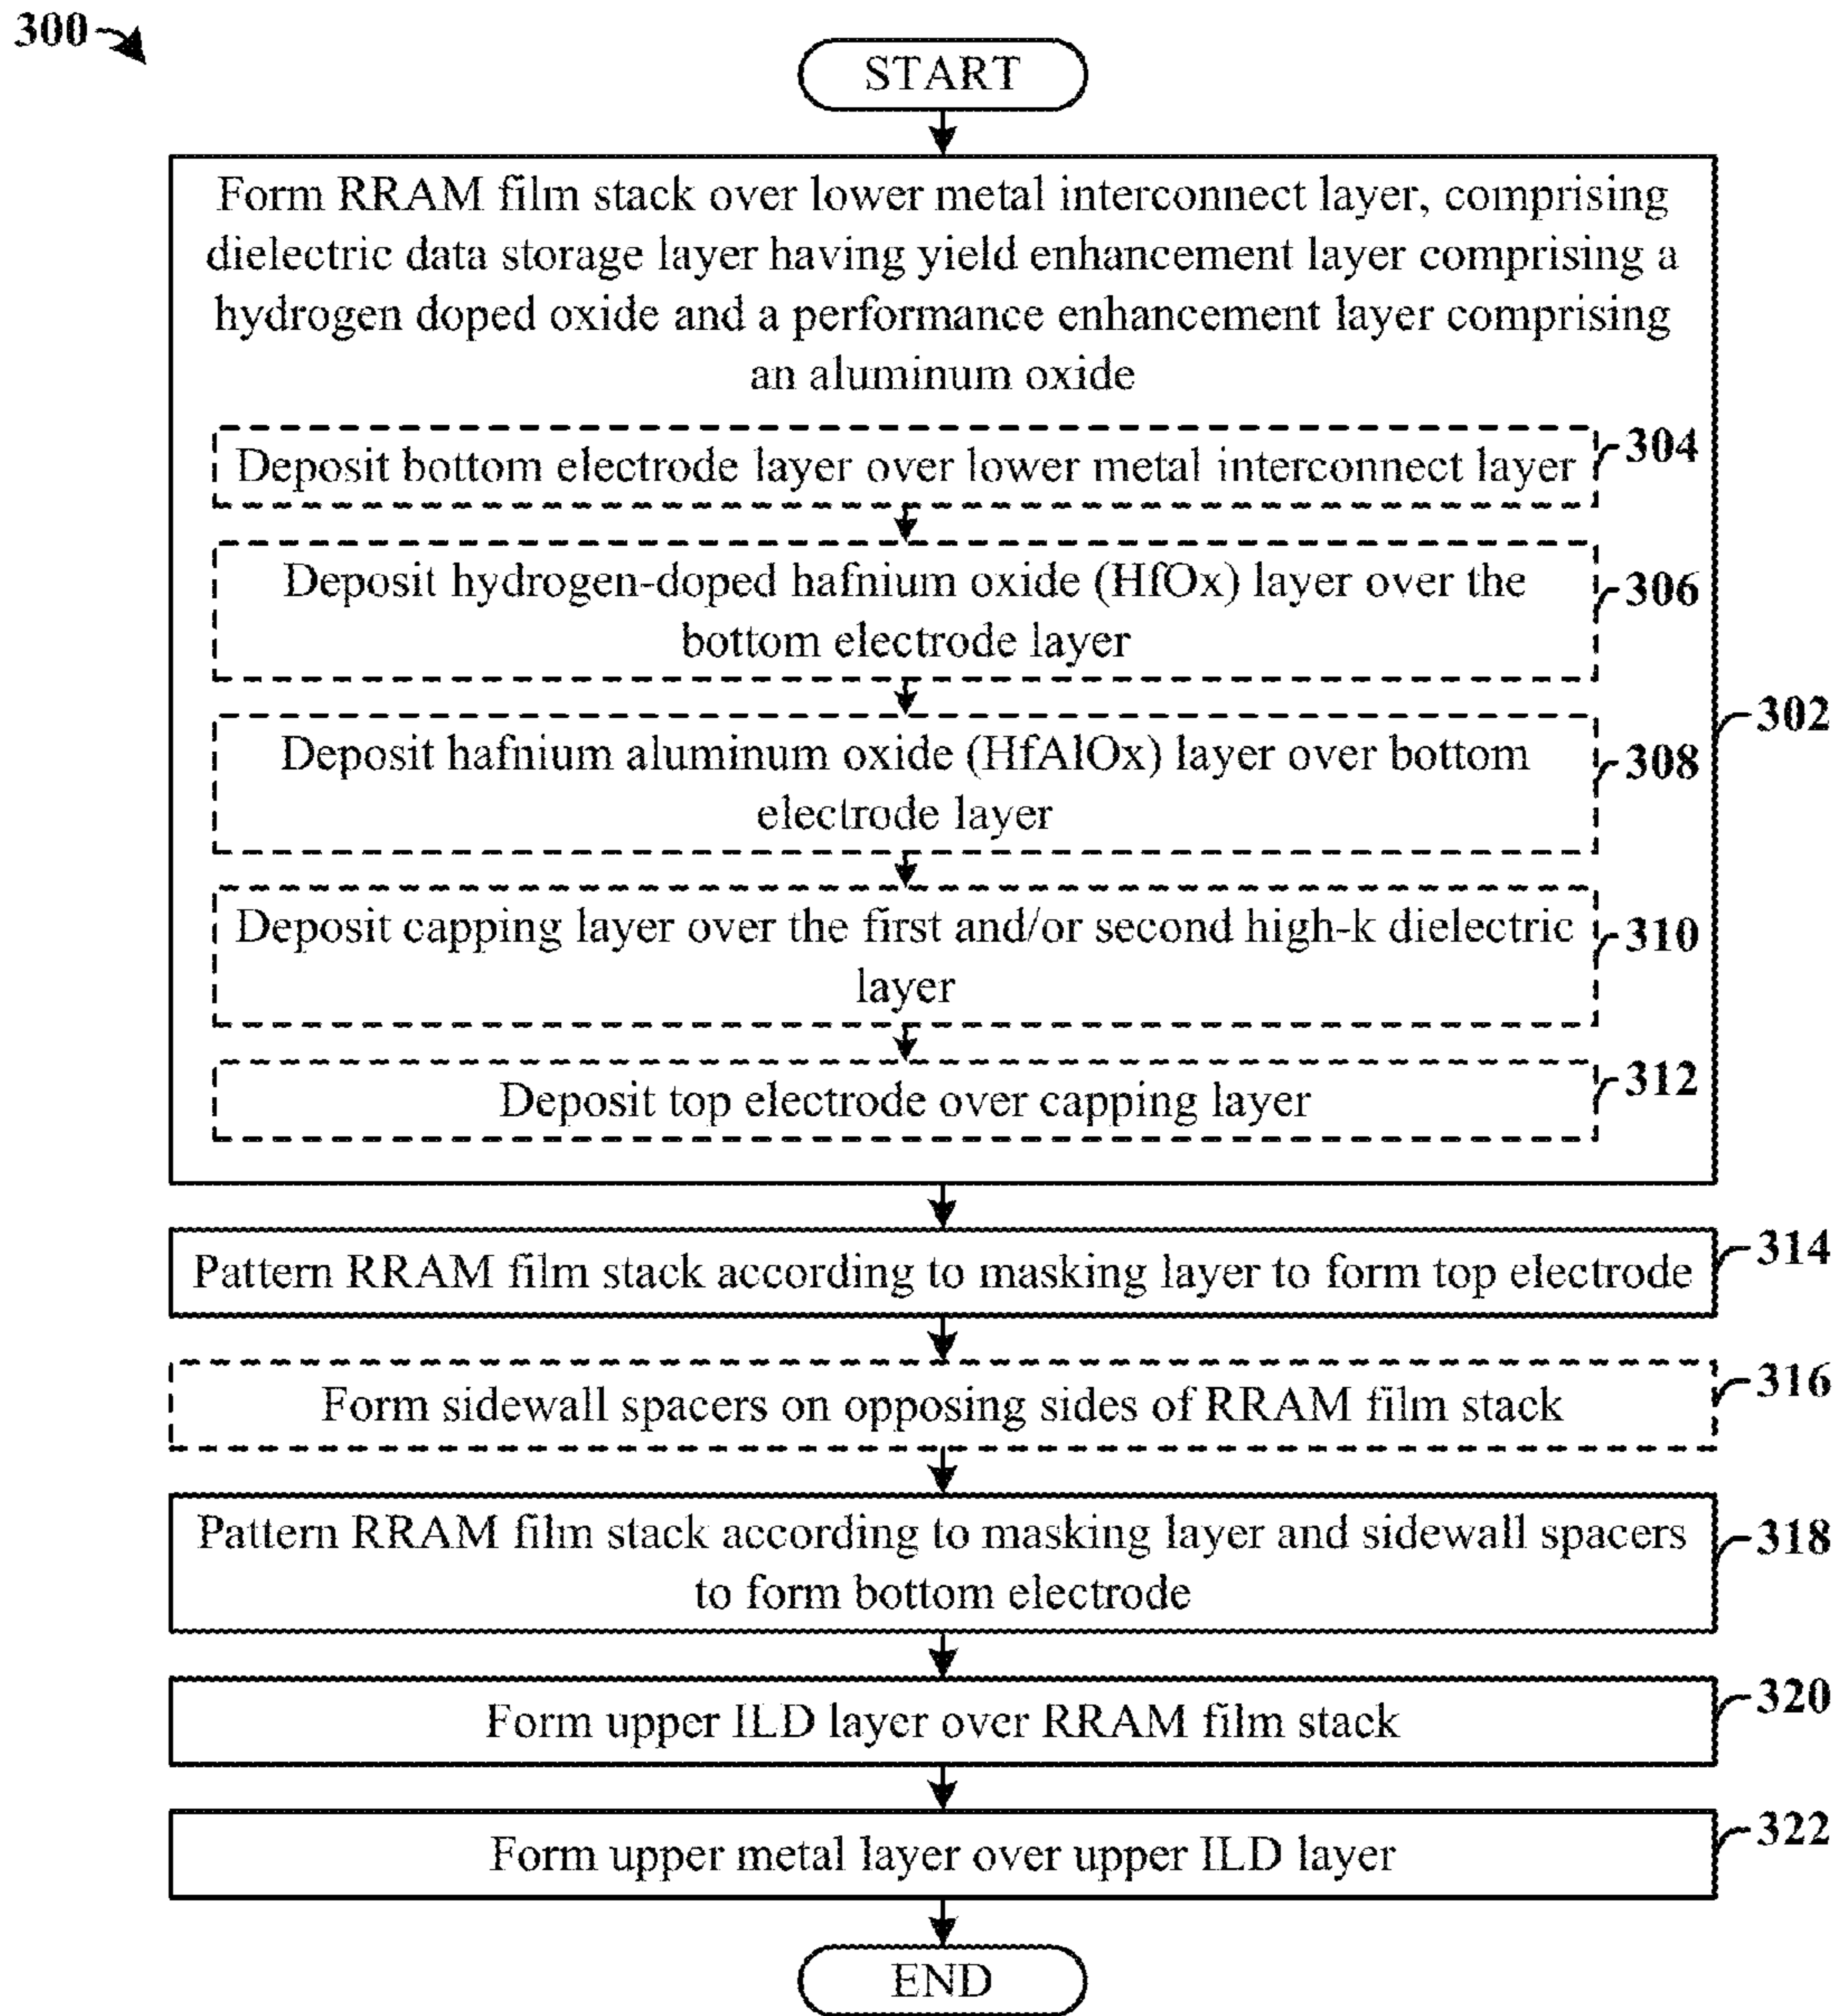 300
START
Form RRAM film stack over lower metal interconnect layer, comprising
dielectric data storage layer having yield enhancement layer comprising a
hydrogen doped oxide and a performance enhancement layer comprising
an aluminum oxide
Deposit bottom electrode layer over lower metal interconnect layer
304
Deposit hydrogen-doped hafnium oxide (HfOx) layer over the
bottom electrode layer
306
302
Deposit hafnium aluminum oxide (HfAlOx) layer over bottom
electrode layer
308
Deposit capping layer over the first and/or second high-k dielectric
layer
310
Deposit top electrode over capping layer
312
Pattern RRAM film stack according to masking layer to form top electrode
314
Form sidewall spacers on opposing sides of RRAM film stack
316
Pattern RRAM film stack according to masking layer and sidewall spacers
to form bottom electrode
318
Form upper ILD layer over RRAM film stack
320
Form upper metal layer over upper ILD layer
322
END